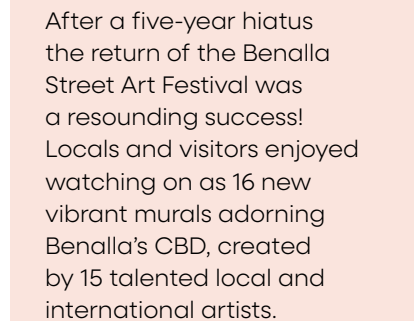 After a five-year hiatus
the return of the Benalla
Street Art Festival was
a resounding success!
Locals and visitors enjoyed
watching on as 16 new
vibrant murals adorning
Benalla’s CBD, created
by 15 talented local and
international artists.